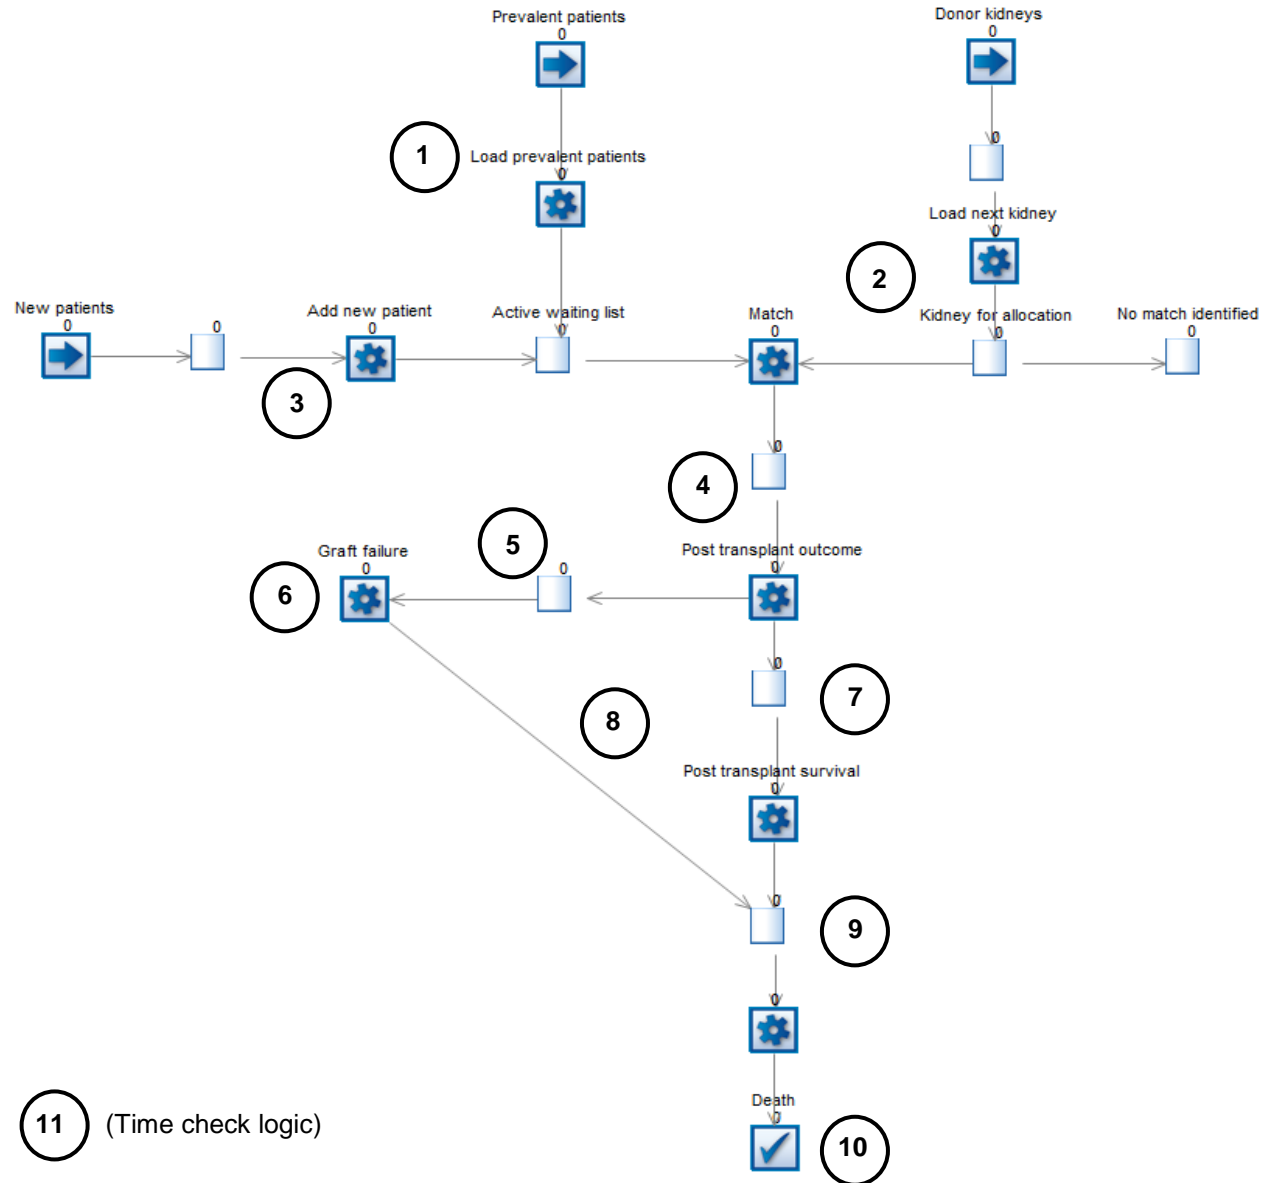 Prevalent patients
0
Donor kidneys
0
1
Load prevalent patients
0
0
Load next kidney
0
2
New patients
0
0
Add new patient
0
Active waiting list
0
Match
0
Kidney for allocation
0
No match identified
0
3
0
4
Graft failure
0
5
0
Post transplant outcome
0
6
0
7
8
Post transplant survival
0
0
9
0
Death
0
10
11 (Time check logic)